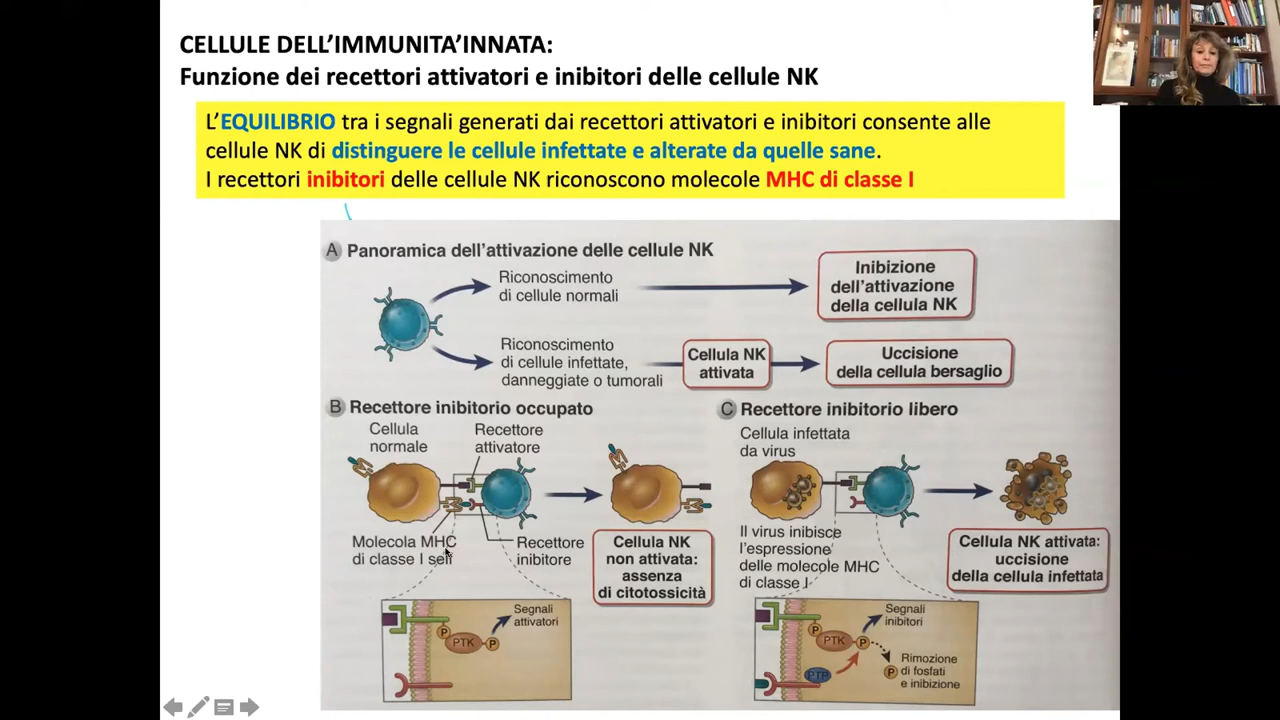 CELLULE DELL’IMMUNITA’INNATA:
Funzione dei recettori attivatori e inibitori delle cellule NK
L’EQUILIBRIO tra i segnali generati dai recettori attivatori e inibitori consente alle
cellule NK di distinguere le cellule infettate e alterate da quelle sane.
I recettori inibitori delle cellule NK riconoscono molecole MHC di classe I
A Panoramica dell’attivazione delle cellule NK
Riconoscimento
di cellule normali
Inibizione
dell’attivazione
della cellula NK
Riconoscimento
di cellule infettate,
danneggiate o tumorali
Cellula NK
attivata
Uccisione
della cellula bersaglio
B Recettore inibitorio occupato
Cellula
normale
Recettore
attivatore
Molecola MHC
di classe I self
Recettore
inibitore
Cellula NK
non attivata:
assenza
di citotossicità
Segnali
attivatori
P
PTK
P
C Recettore inibitorio libero
Cellula infettata
da virus
Il virus inibisce
l’espressione
delle molecole MHC
di classe I
Cellula NK attivata:
uccisione
della cellula infettata
Segnali
inibitori
P
PTK
P
PTP
P
Rimozione
di fosfati
e inibizione